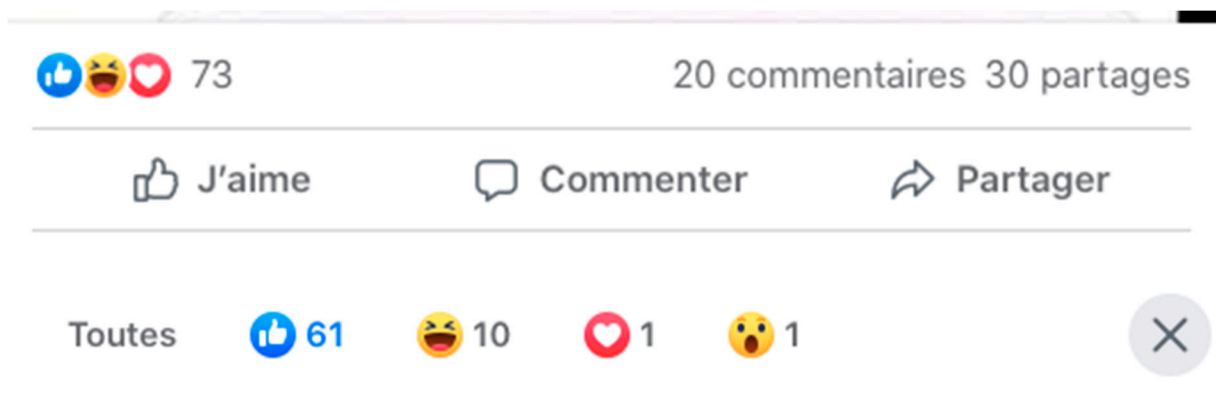 73 20 commentaires 30 partages
J'aime Commenter Partager
Toutes 61 10 1 1